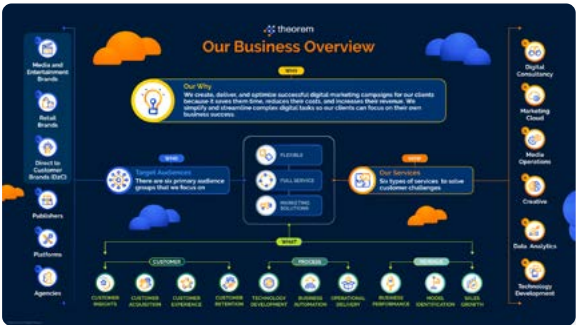 theorem
Our Business Overview
WHY
Our Why
We create, deliver, and optimize successful digital marketing campaigns for our clients
because it saves them time, reduces their costs, and increases their revenue. We
simplify and streamline complex digital tasks so our clients can focus on their own
business success.
Media and
Entertainment
Brands
Retail
Brands
Direct to
Customer
Brands (D2C)
Publishers
Platforms
Agencies
WHO
Target Audiences
There are six primary audience
groups that we focus on
FLEXIBLE
FULL SERVICE
MARKETING
SOLUTIONS
HOW
Our Services
Six types of services to solve
customer challenges
Digital
Consultancy
Marketing
Cloud
Media
Operations
Creative
Data Analytics
Technology
Development
WHAT
CUSTOMER
PROCESS
REVENUE
CUSTOMER
INSIGHTS
CUSTOMER
ACQUISITION
CUSTOMER
EXPERIENCE
CUSTOMER
RETENTION
TECHNOLOGY
DEVELOPMENT
BUSINESS
AUTOMATION
OPERATIONAL
DELIVERY
BUSINESS
PERFORMANCE
MODEL
IDENTIFICATION
SALES
GROWTH